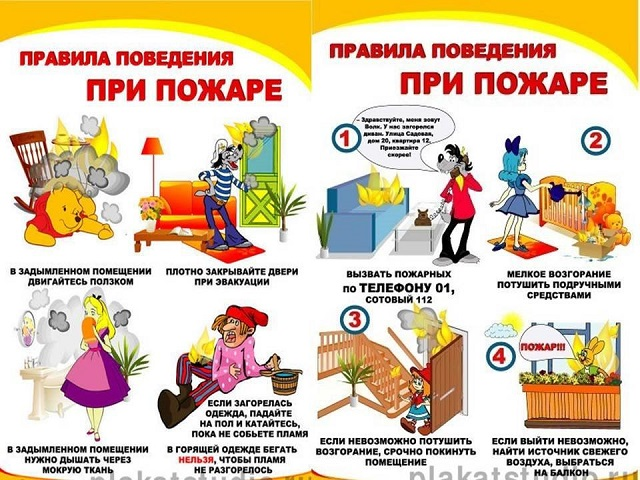 ПРАВИЛА ПОВЕДЕНИЯ
ПРИ ПОЖАРЕ
В ЗАДЫМЛЕННОМ ПОМЕЩЕНИИ
ДВИГАЙТЕСЬ ПОЛЗКОМ
ПЛОТНО ЗАКРЫВАЙТЕ ДВЕРИ
ПРИ ЭВАКУАЦИИ
В ЗАДЫМЛЕННОМ ПОМЕЩЕНИИ
НУЖНО ДЫШАТЬ ЧЕРЕЗ
МОКРУЮ ТКАНЬ
ЕСЛИ ЗАГОРЕЛАСЬ
ОДЕЖДА, ПАДАЙТЕ
НА ПОЛ И КАТАЙТЕСЬ,
ПОКА НЕ СОБЬЕТЕ ПЛАМЯ
В ГОРЯЩЕЙ ОДЕЖДЕ БЕГАТЬ
НЕЛЬЗЯ, ЧТОБЫ ПЛАМЯ
НЕ РАЗГОРЕЛОСЬ
plakatstudio.ru
ПРАВИЛА ПОВЕДЕНИЯ
ПРИ ПОЖАРЕ
1
– Здравствуйте, меня зовут
Волк. У нас загорелся
диван. Улица Садовая,
дом 20, квартира 12,
Приезжайте
скорее!
ВЫЗВАТЬ ПОЖАРНЫХ
по ТЕЛЕФОНУ 01,
СОТОВЫЙ 112
2
МЕЛКОЕ ВОЗГОРАНИЕ
ПОТУШИТЬ ПОДРУЧНЫМИ
СРЕДСТВАМИ
3
ЕСЛИ НЕВОЗМОЖНО ПОТУШИТЬ
ВОЗГОРАНИЕ, СРОЧНО ПОКИНУТЬ
ПОМЕЩЕНИЕ
4
ПОЖАР!!!
ЕСЛИ ВЫЙТИ НЕВОЗМОЖНО,
НАЙТИ ИСТОЧНИК СВЕЖЕГО
ВОЗДУХА, ВЫБРАТЬСЯ
НА БАЛКОН
plakatstudio.ru